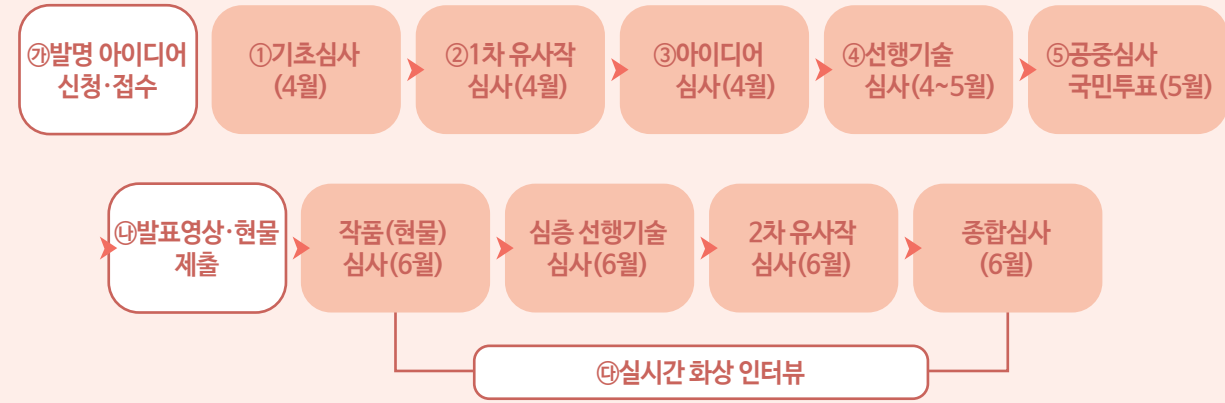 ㉮발명 아이디어
신청·접수
①기초심사
(4월)
②1차 유사작
심사(4월)
③아이디어
심사(4월)
④선행기술
심사(4~5월)
⑤공중심사
국민투표(5월)
㉯발표영상·현물
제출
작품(현물)
심사(6월)
심층 선행기술
심사(6월)
2차 유사작
심사(6월)
종합심사
(6월)
㉰실시간 화상 인터뷰